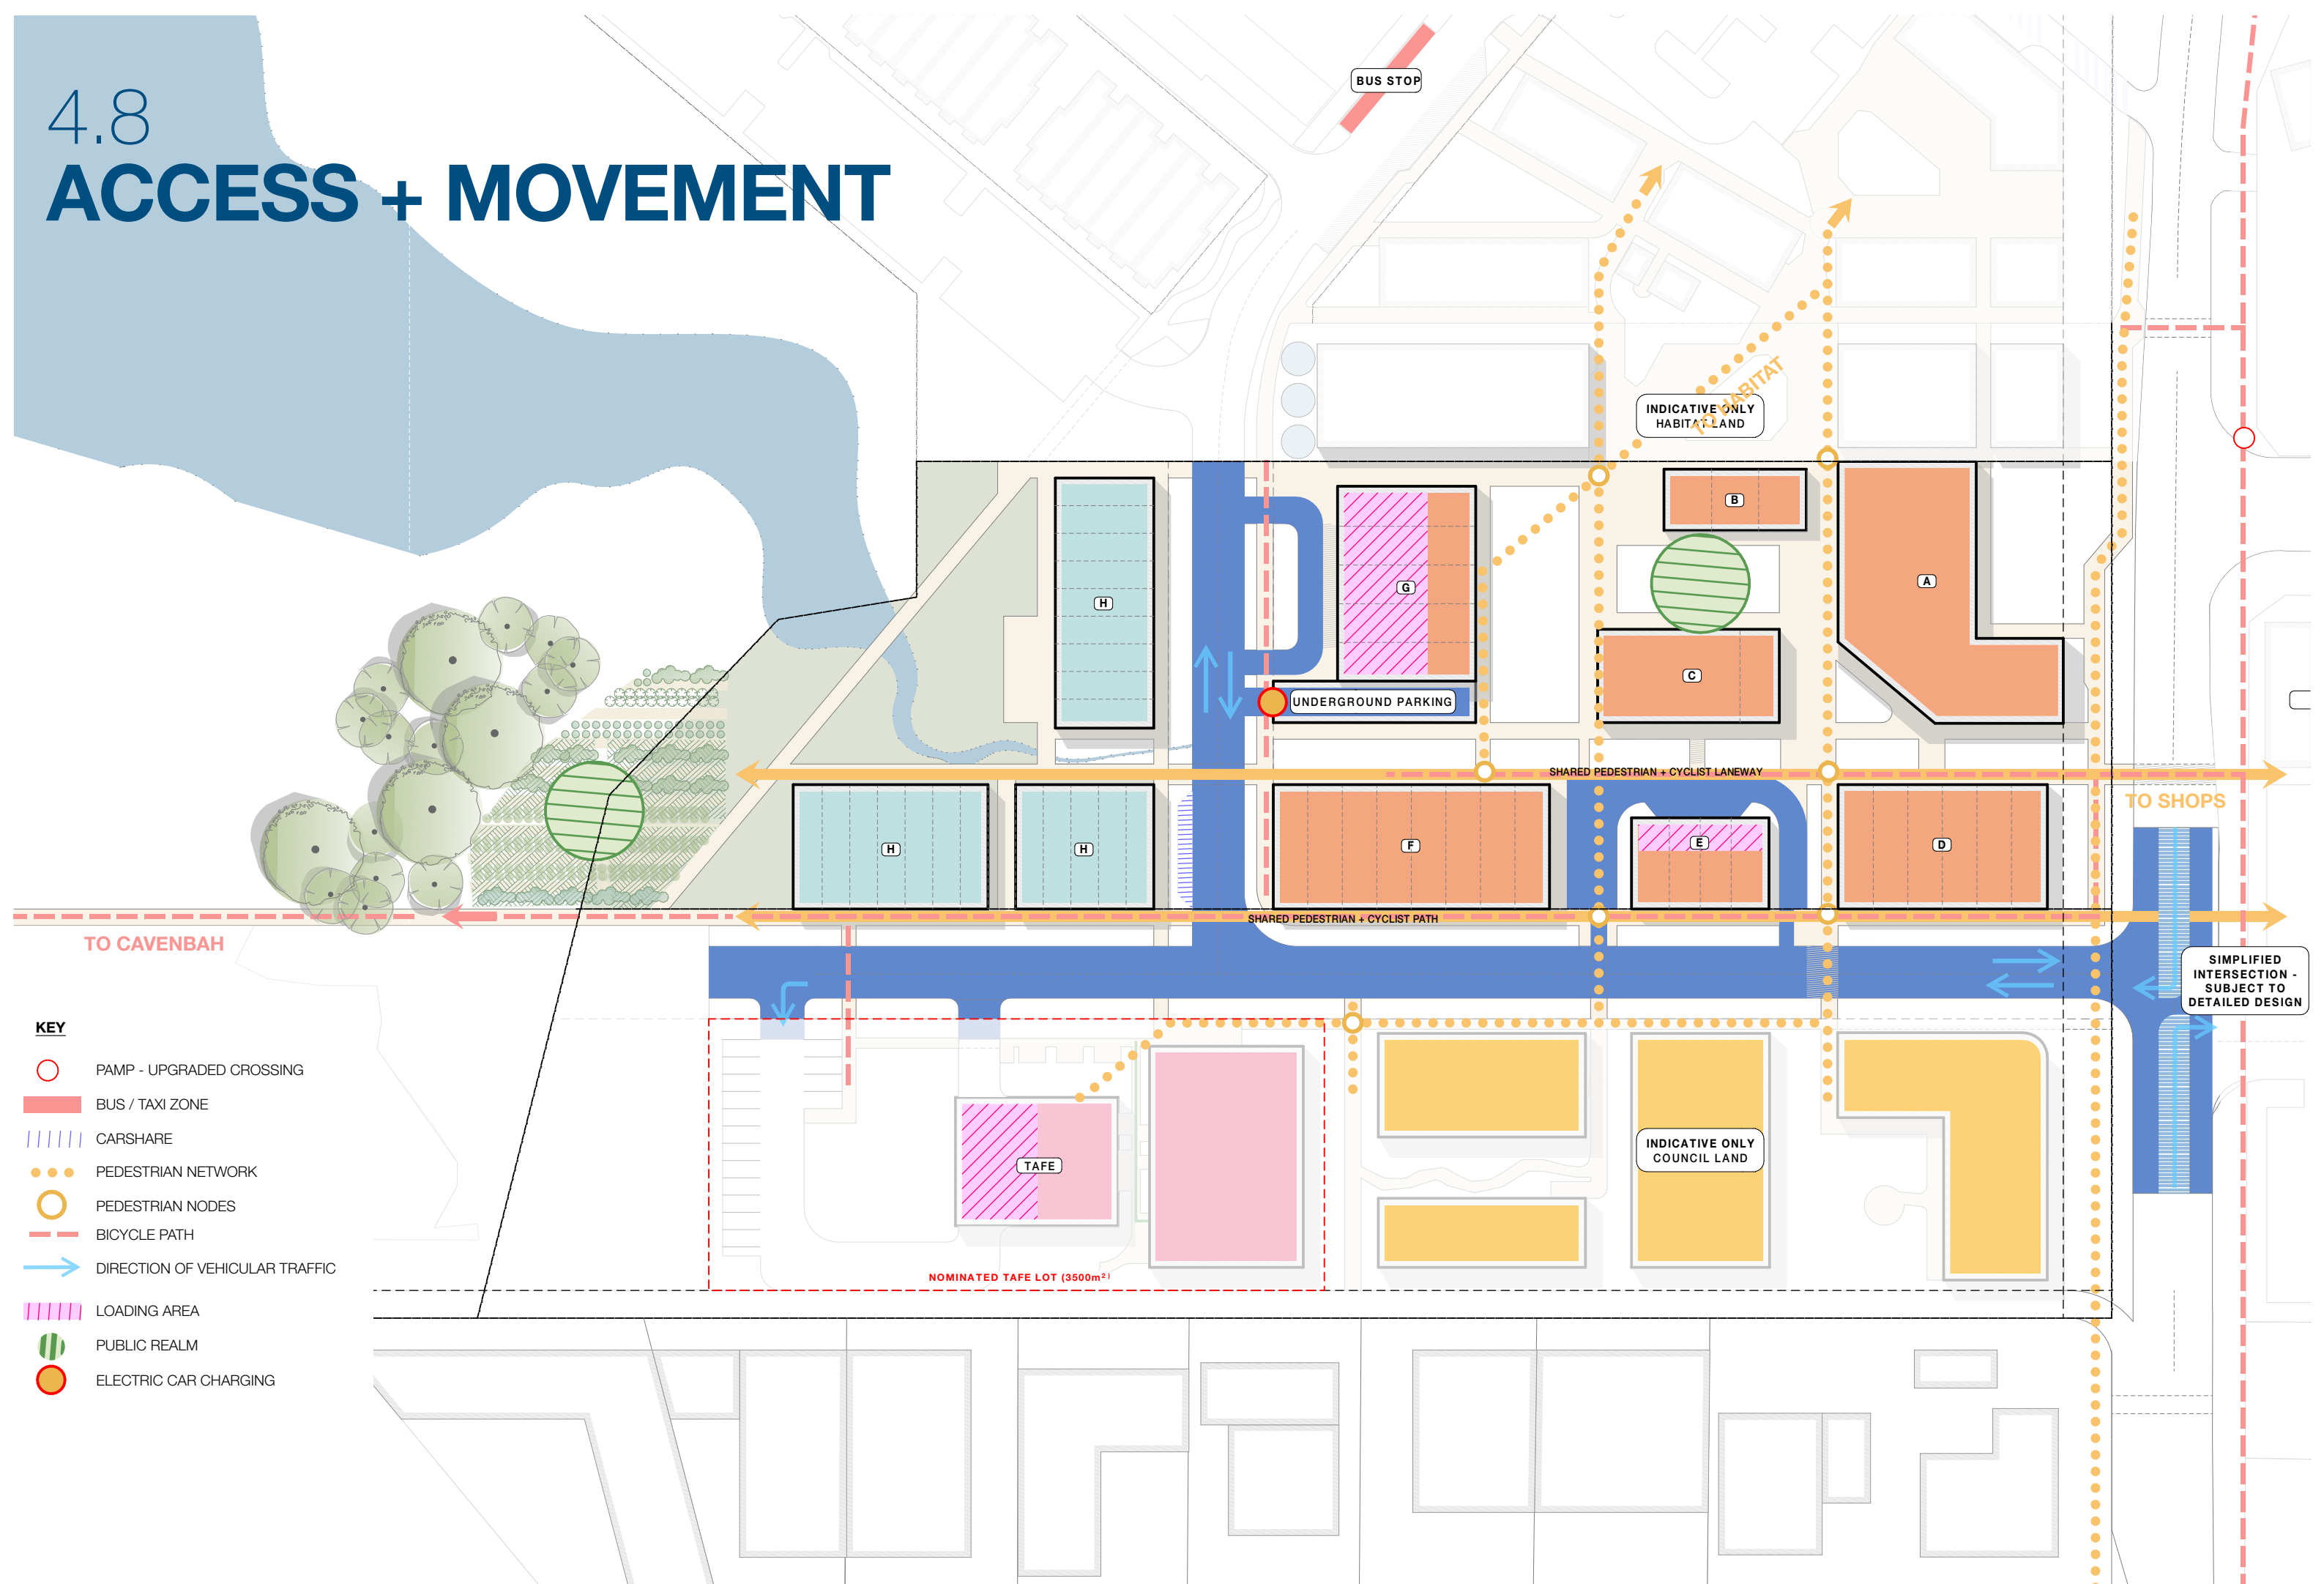 4.8
ACCESS + MOVEMENT
BUS STOP
INDICATIVE ONLY
HABITAT LAND
TO HABITAT
B
A
H
G
C
UNDERGROUND PARKING
SHARED PEDESTRIAN + CYCLIST LANEWAY
TO SHOPS
H
H
F
E
D
SHARED PEDESTRIAN + CYCLIST PATH
TO CAVENBAH
SIMPLIFIED
INTERSECTION -
SUBJECT TO
DETAILED DESIGN
KEY
PAMP - UPGRADED CROSSING
BUS / TAXI ZONE
CARSHARE
PEDESTRIAN NETWORK
PEDESTRIAN NODES
BICYCLE PATH
DIRECTION OF VEHICULAR TRAFFIC
LOADING AREA
PUBLIC REALM
ELECTRIC CAR CHARGING
TAFE
INDICATIVE ONLY
COUNCIL LAND
NOMINATED TAFE LOT (3500m²)